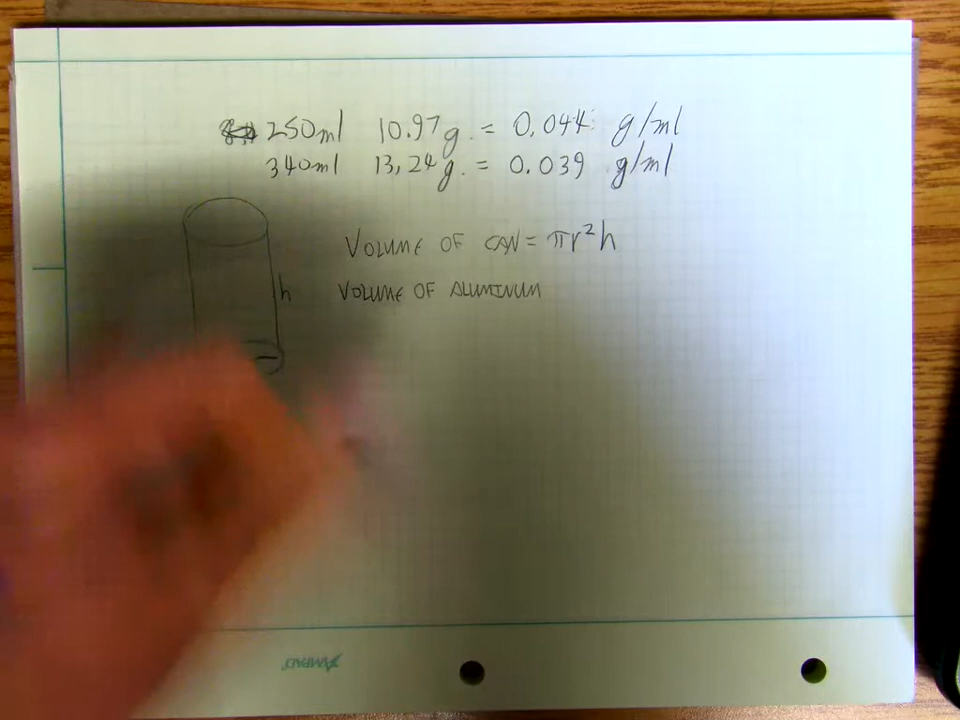 250ml 10.97g. = 0.044 g/ml
340ml 13,24g. = 0.039 g/ml
VOLUME OF CAN = πr²h
h
VOLUME OF ALUMINUM
AMPAD